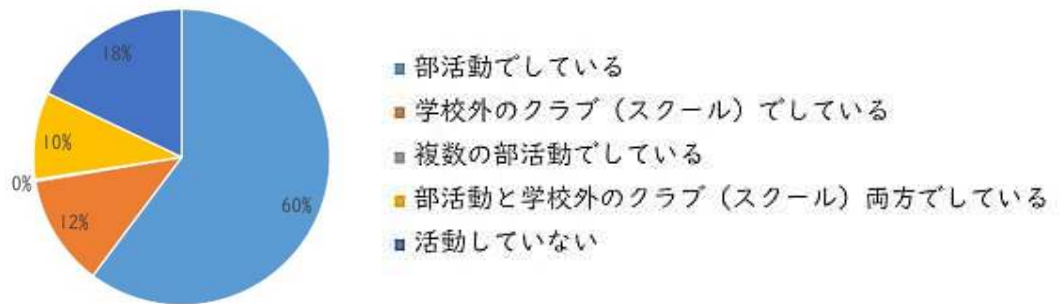 18%
10%
0%
12%
60%
部活動でしている
学校外のクラブ（スクール）でしている
複数の部活動でしている
部活動と学校外のクラブ（スクール）両方でしている
活動していない